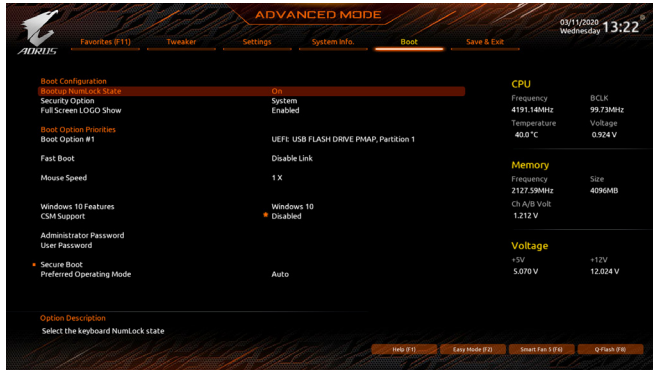 ADVANCED MODE
03/11/2020 13:22
Wednesday
AORUS
Favorites (F11) Tweaker Settings System Info. Boot Save & Exit
Boot Configuration
Bootup NumLock State On
Security Option System
Full Screen LOGO Show Enabled
Boot Option Priorities
Boot Option #1 UEFI: USB FLASH DRIVE PMAP, Partition 1
Fast Boot Disable Link
Mouse Speed 1 X
Windows 10 Features Windows 10
CSM Support Disabled
Administrator Password
User Password
Secure Boot
Preferred Operating Mode Auto
CPU
Frequency BCLK
4191.14MHz 99.73MHz
Temperature Voltage
40.0 °C 0.924 V
Memory
Frequency Size
2127.59MHz 4096MB
Ch A/B Volt
1.212 V
Voltage
+5V +12V
5.070 V 12.024 V
Option Description
Select the keyboard NumLock state
Help (F1) Easy Mode (F2) Smart Fan 5 (F6) Q-Flash (F8)